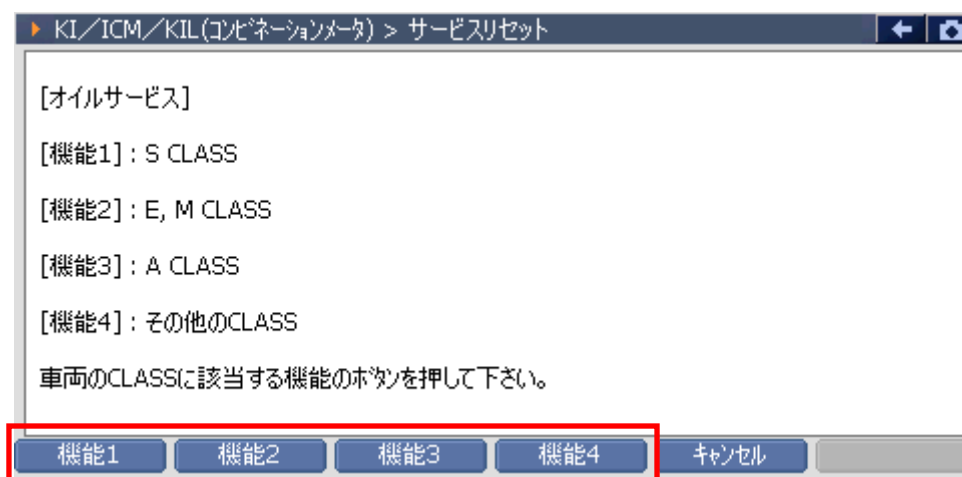 KI／ICM／KIL(ｺﾝﾋﾞﾈｰｼｮﾝﾒｰﾀ) > サービスリセット
[オイルサービス]
[機能1] : S CLASS
[機能2] : E, M CLASS
[機能3] : A CLASS
[機能4] : その他のCLASS
車両のCLASSに該当する機能のﾎﾞﾀﾝを押して下さい。
機能1 機能2 機能3 機能4 ｷｬﾝｾﾙ